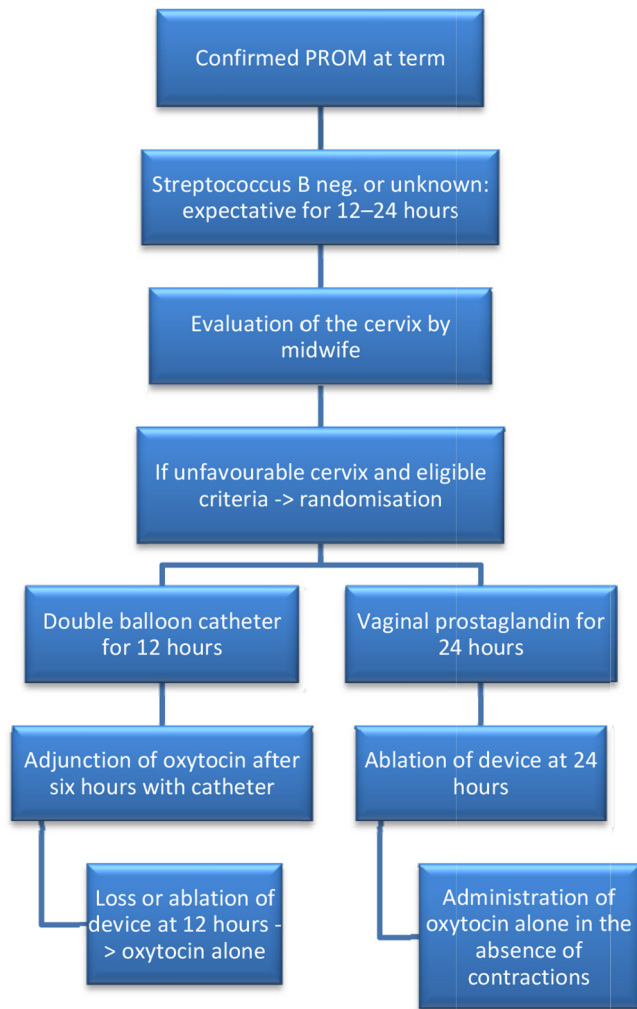 Confirmed PROM at term
Streptococcus B neg. or unknown:
expectative for 12–24 hours
Evaluation of the cervix by
midwife
If unfavourable cervix and eligible
criteria -> randomisation
Double balloon catheter
for 12 hours
Vaginal prostaglandin for
24 hours
Adjunction of oxytocin after
six hours with catheter
Ablation of device at 24
hours
Loss or ablation of
device at 12 hours -
> oxytocin alone
Administration of
oxytocin alone in the
absence of
contractions